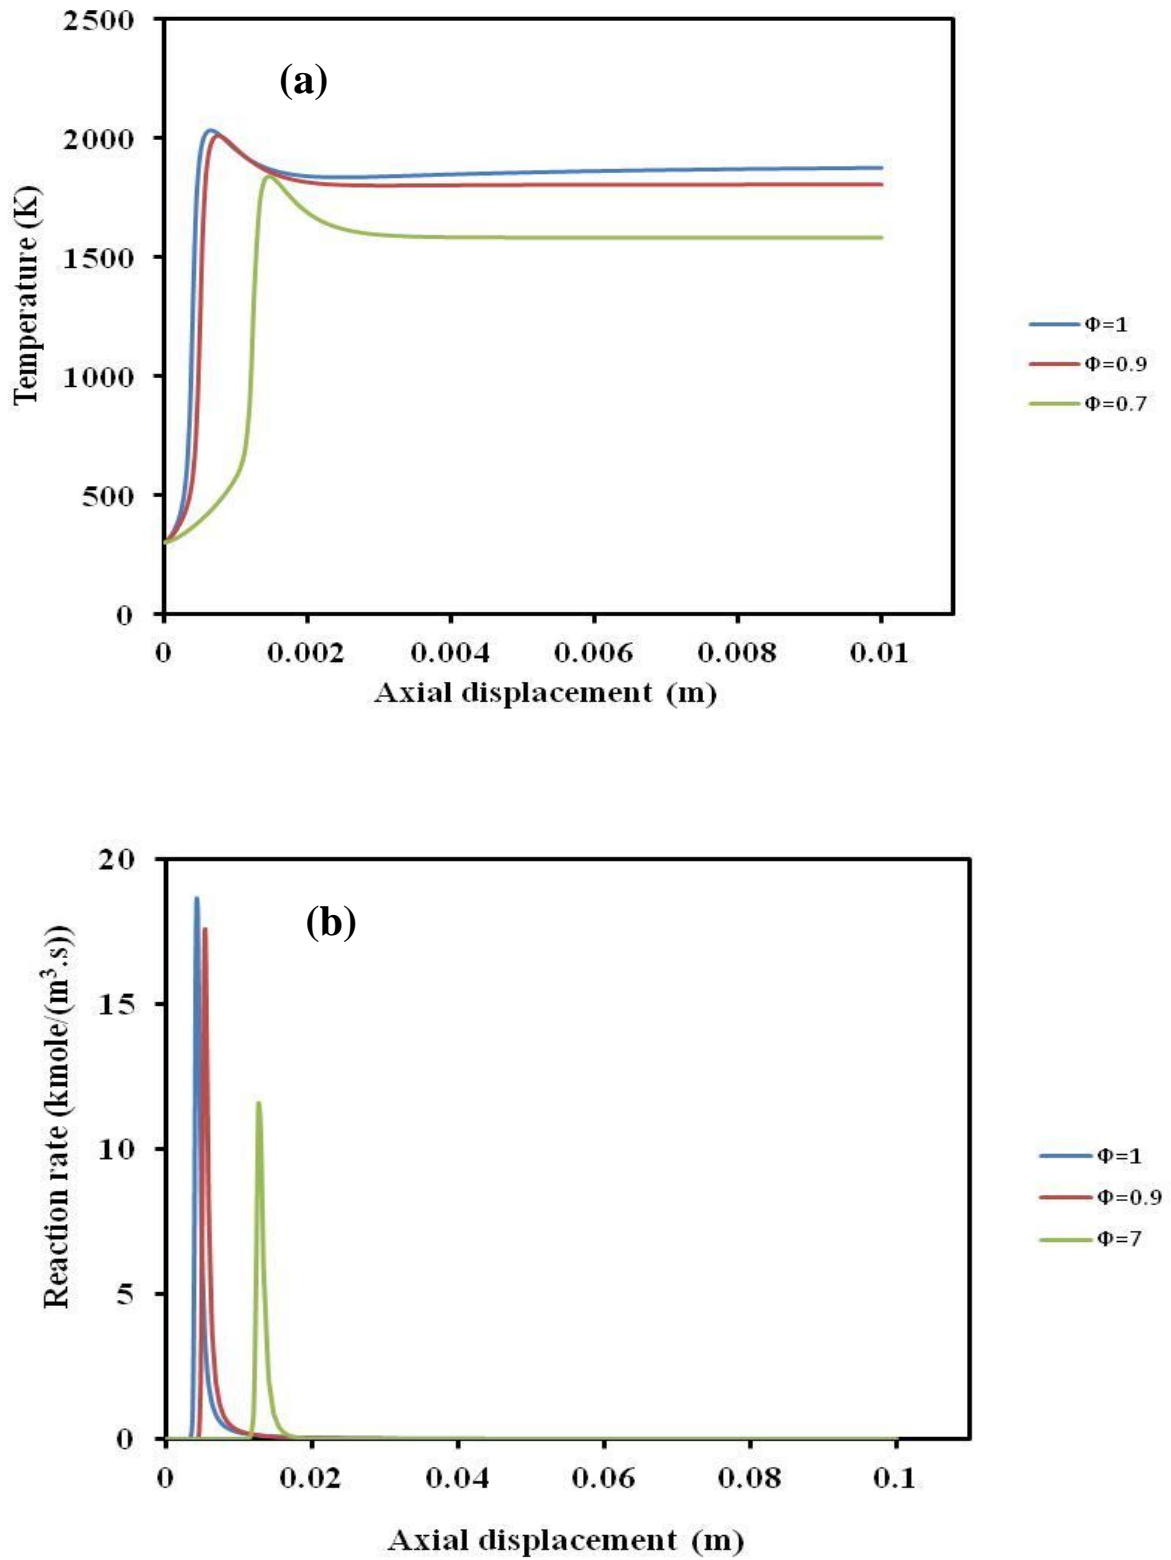 2500
(a)
2000
1500
1000
500
0
Temperature (K)
0 0.002 0.004 0.006 0.008 0.01
Axial displacement (m)
Φ=1
Φ=0.9
Φ=0.7
20
(b)
15
10
5
0
Reaction rate (kmole/(m³.s))
0 0.02 0.04 0.06 0.08 0.1
Axial displacement (m)
Φ=1
Φ=0.9
Φ=7